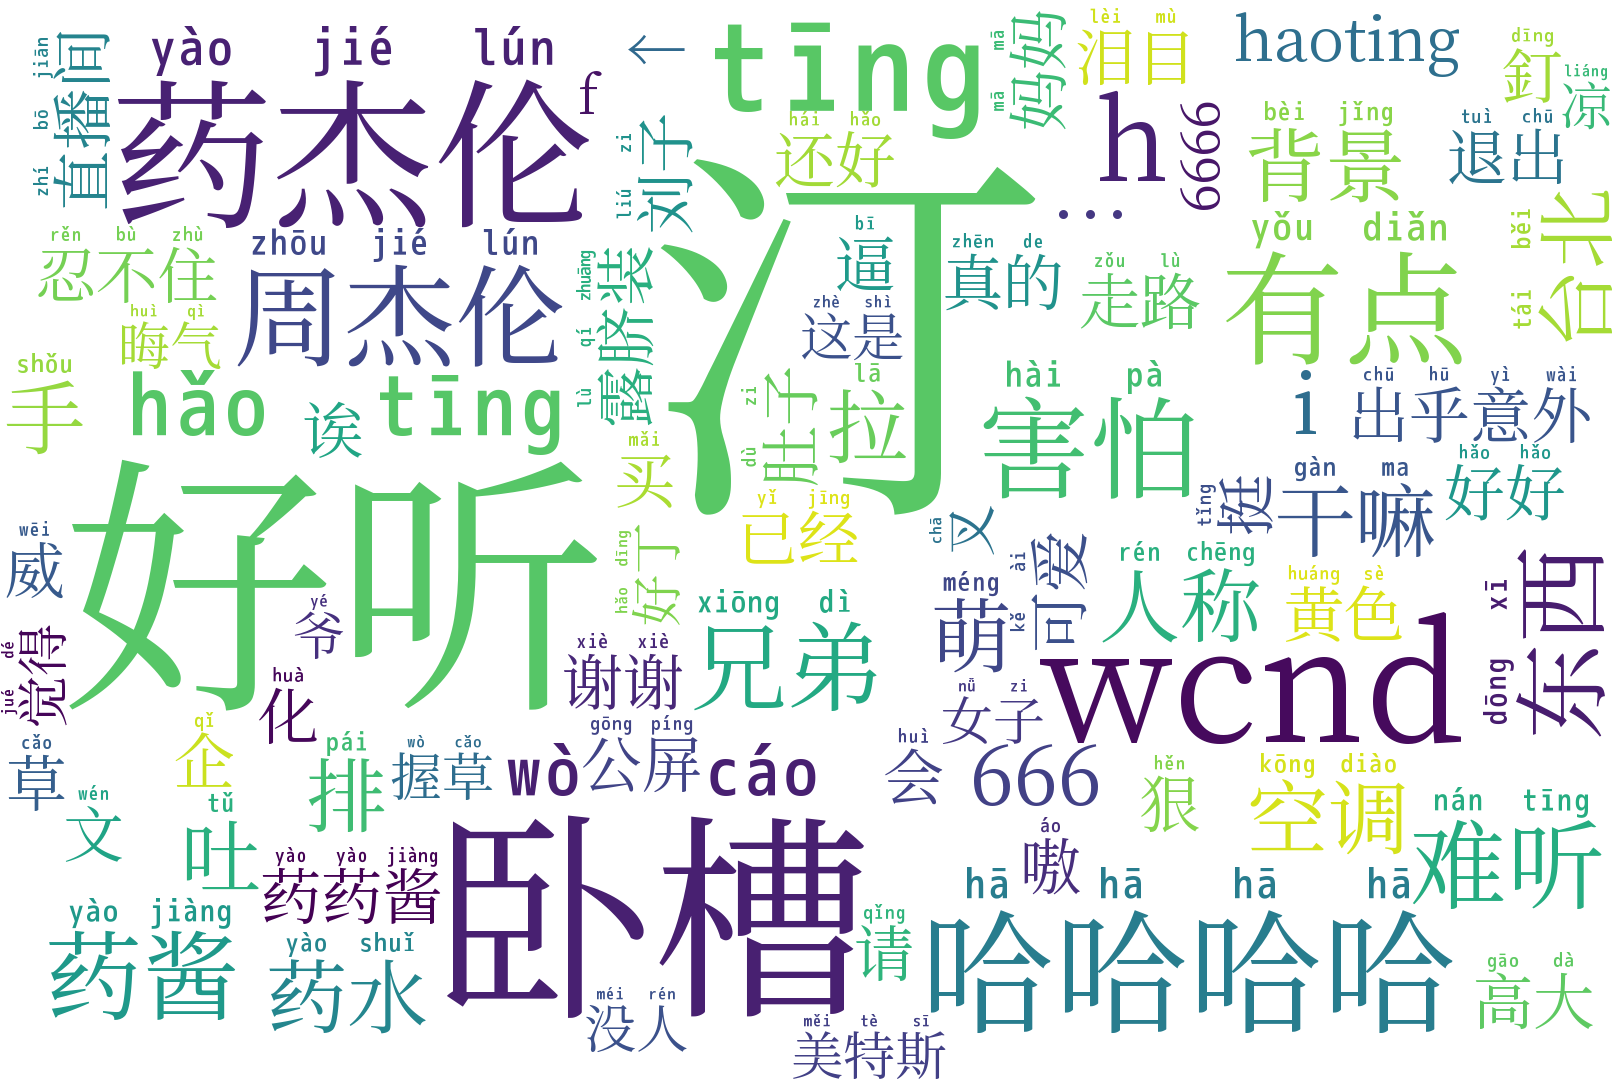 yào jié lún
药杰伦
f
←
tīng
汀
mā mā
妈妈
lèi mù
泪目
haoting
dīng
釘
liáng
凉
zhí bō jiān
直播间
liú zi
刘子
hái hǎo
还好
h
6666
...
bèi jǐng
背景
tuì chū
退出
rěn bù zhù
忍不住
zhōu jié lún
周杰伦
lù qí zhuāng
露脐装
bī
逼
zhēn de
真的
zǒu lù
走路
yǒu diǎn
有点
tái běi
台北
huì qì
晦气
zhè shì
这是
shǒu
手
hǎo tīng
好听
āi
诶
dù zi
肚子
lā
拉
hài pà
害怕
i
chū hū yì wài
出乎意外
mǎi
买
yǐ jīng
已经
chā
叉
tǐng
挺
gàn ma
干嘛
hǎo hǎo
好好
wēi
威
hǎo dīng
好丁
kě ài
可爱
rén chēng
人称
huáng sè
黄色
dōng xī
东西
jué dé
觉得
yé
爷
xiè xiè
谢谢
xiōng dì
兄弟
méng
萌
wcnd
huà
化
nǚ zi
女子
qǐ
企
cǎo
草
wén
文
tǔ
吐
pái
排
wò cǎo
握草
wò cáo
卧槽
gōng píng
公屏
huì
会
666
hěn
狠
kōng diào
空调
nán tīng
难听
yào yào jiàng
药药酱
áo
嗷
yào jiàng
药酱
yào shuǐ
药水
qǐng
请
hā hā hā hā
哈哈哈哈
méi rén
没人
měi tè sī
美特斯
gāo dà
高大